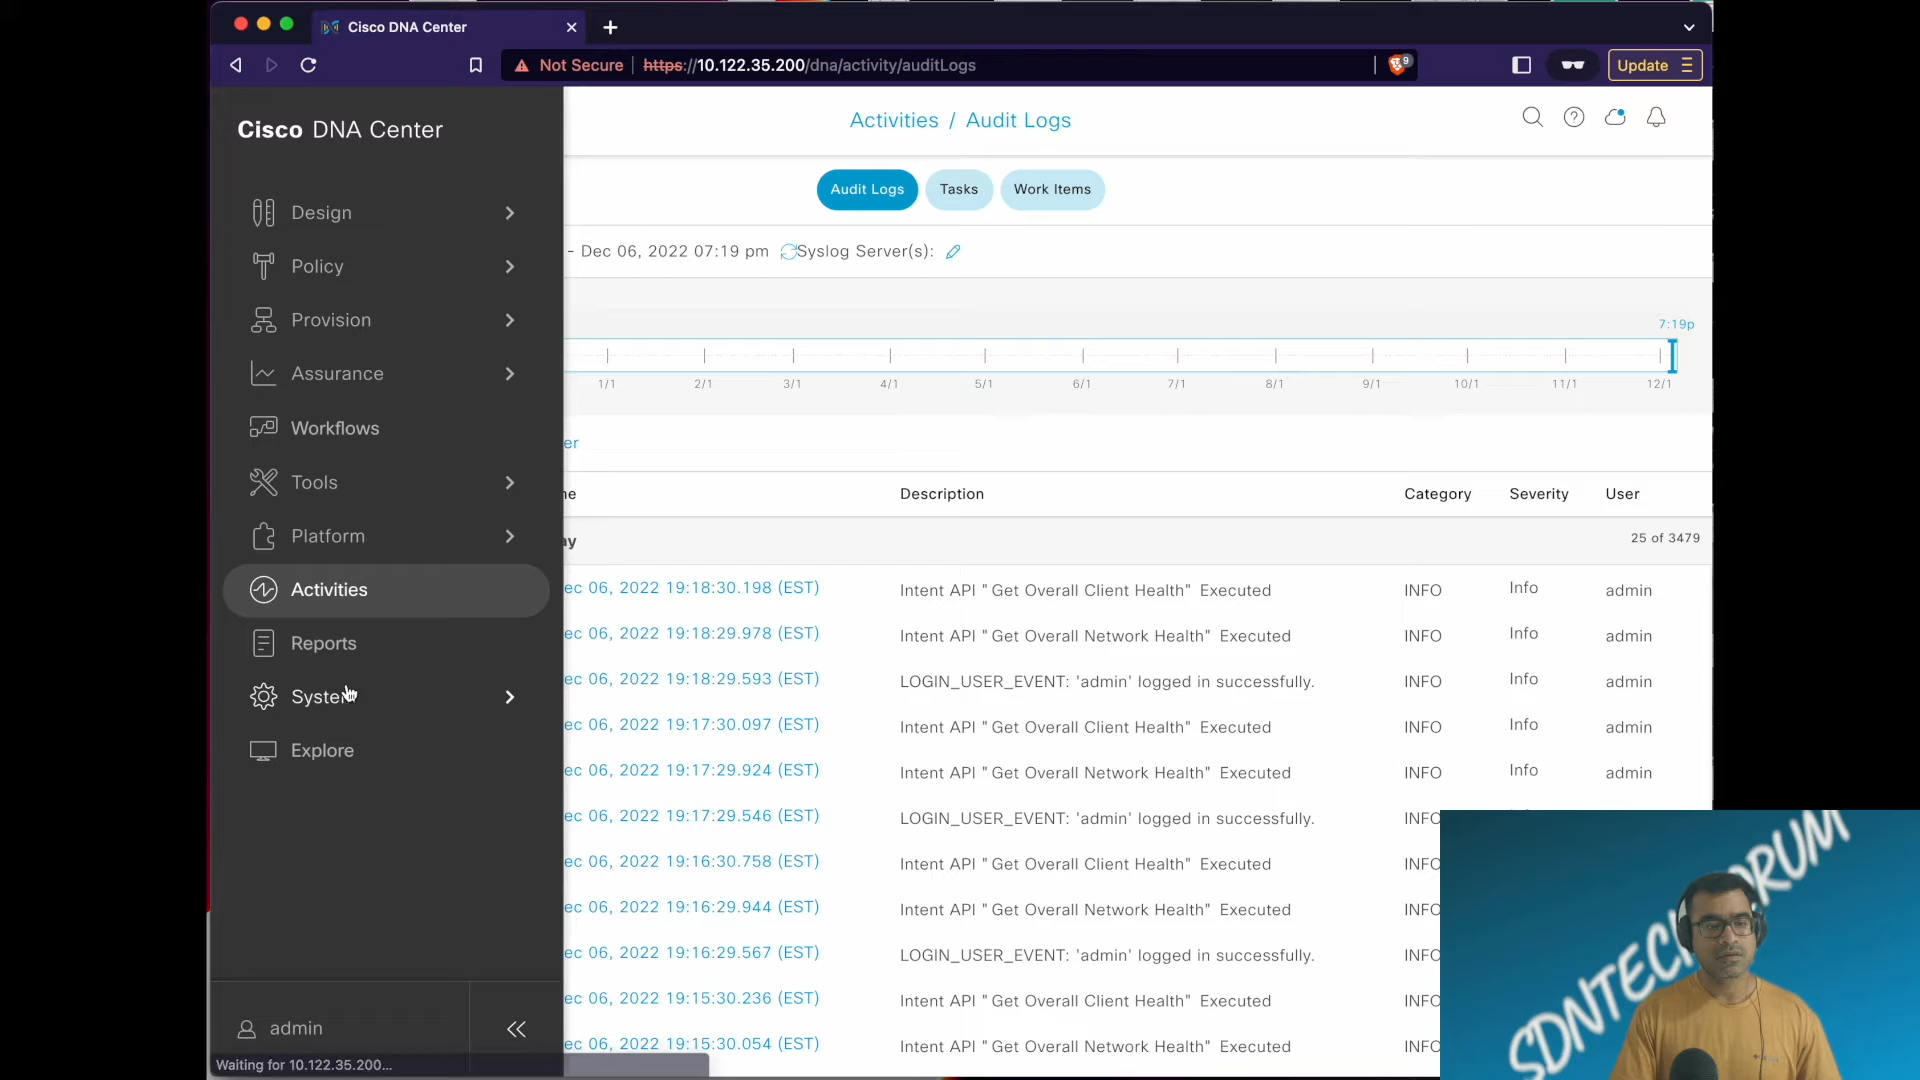 Cisco DNA Center
Not Secure
https://10.122.35.200/dna/activity/auditLogs
9
Update
Cisco DNA Center
Activities / Audit Logs
Design
Policy
Provision
Assurance
Workflows
Tools
Platform
Activities
Reports
System
Explore
admin
Waiting for 10.122.35.200...
Audit Logs
Tasks
Work Items
- Dec 06, 2022 07:19 pm
Syslog Server(s):
7:19p
1/1 2/1 3/1 4/1 5/1 6/1 7/1 8/1 9/1 10/1 11/1 12/1
er
ne Description Category Severity User
ay 25 of 3479
ec 06, 2022 19:18:30.198 (EST) Intent API "Get Overall Client Health" Executed INFO Info admin
ec 06, 2022 19:18:29.978 (EST) Intent API "Get Overall Network Health" Executed INFO Info admin
ec 06, 2022 19:18:29.593 (EST) LOGIN_USER_EVENT: 'admin' logged in successfully. INFO Info admin
ec 06, 2022 19:17:30.097 (EST) Intent API "Get Overall Client Health" Executed INFO Info admin
ec 06, 2022 19:17:29.924 (EST) Intent API "Get Overall Network Health" Executed INFO Info admin
ec 06, 2022 19:17:29.546 (EST) LOGIN_USER_EVENT: 'admin' logged in successfully. INFO
ec 06, 2022 19:16:30.758 (EST) Intent API "Get Overall Client Health" Executed INFO
ec 06, 2022 19:16:29.944 (EST) Intent API "Get Overall Network Health" Executed INFO
ec 06, 2022 19:16:29.567 (EST) LOGIN_USER_EVENT: 'admin' logged in successfully. INFO
ec 06, 2022 19:15:30.236 (EST) Intent API "Get Overall Client Health" Executed INFO
ec 06, 2022 19:15:30.054 (EST) Intent API "Get Overall Network Health" Executed INFO